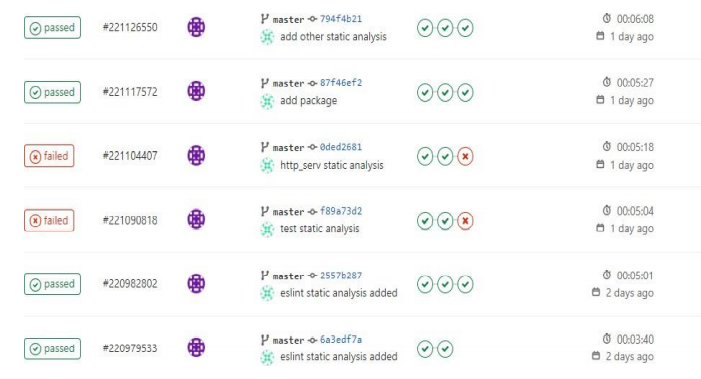 passed #221126550 master 794f4b21 00:06:08
add other static analysis 1 day ago
passed #221117572 master 87f46ef2 00:05:27
add package 1 day ago
failed #221104407 master 0ded2681 00:05:18
http_serv static analysis 1 day ago
failed #221090818 master f89a73d2 00:05:04
test static analysis 1 day ago
passed #220982802 master 2557b287 00:05:01
eslint static analysis added 2 days ago
passed #220979533 master 6a3edf7a 00:03:40
eslint static analysis added 2 days ago